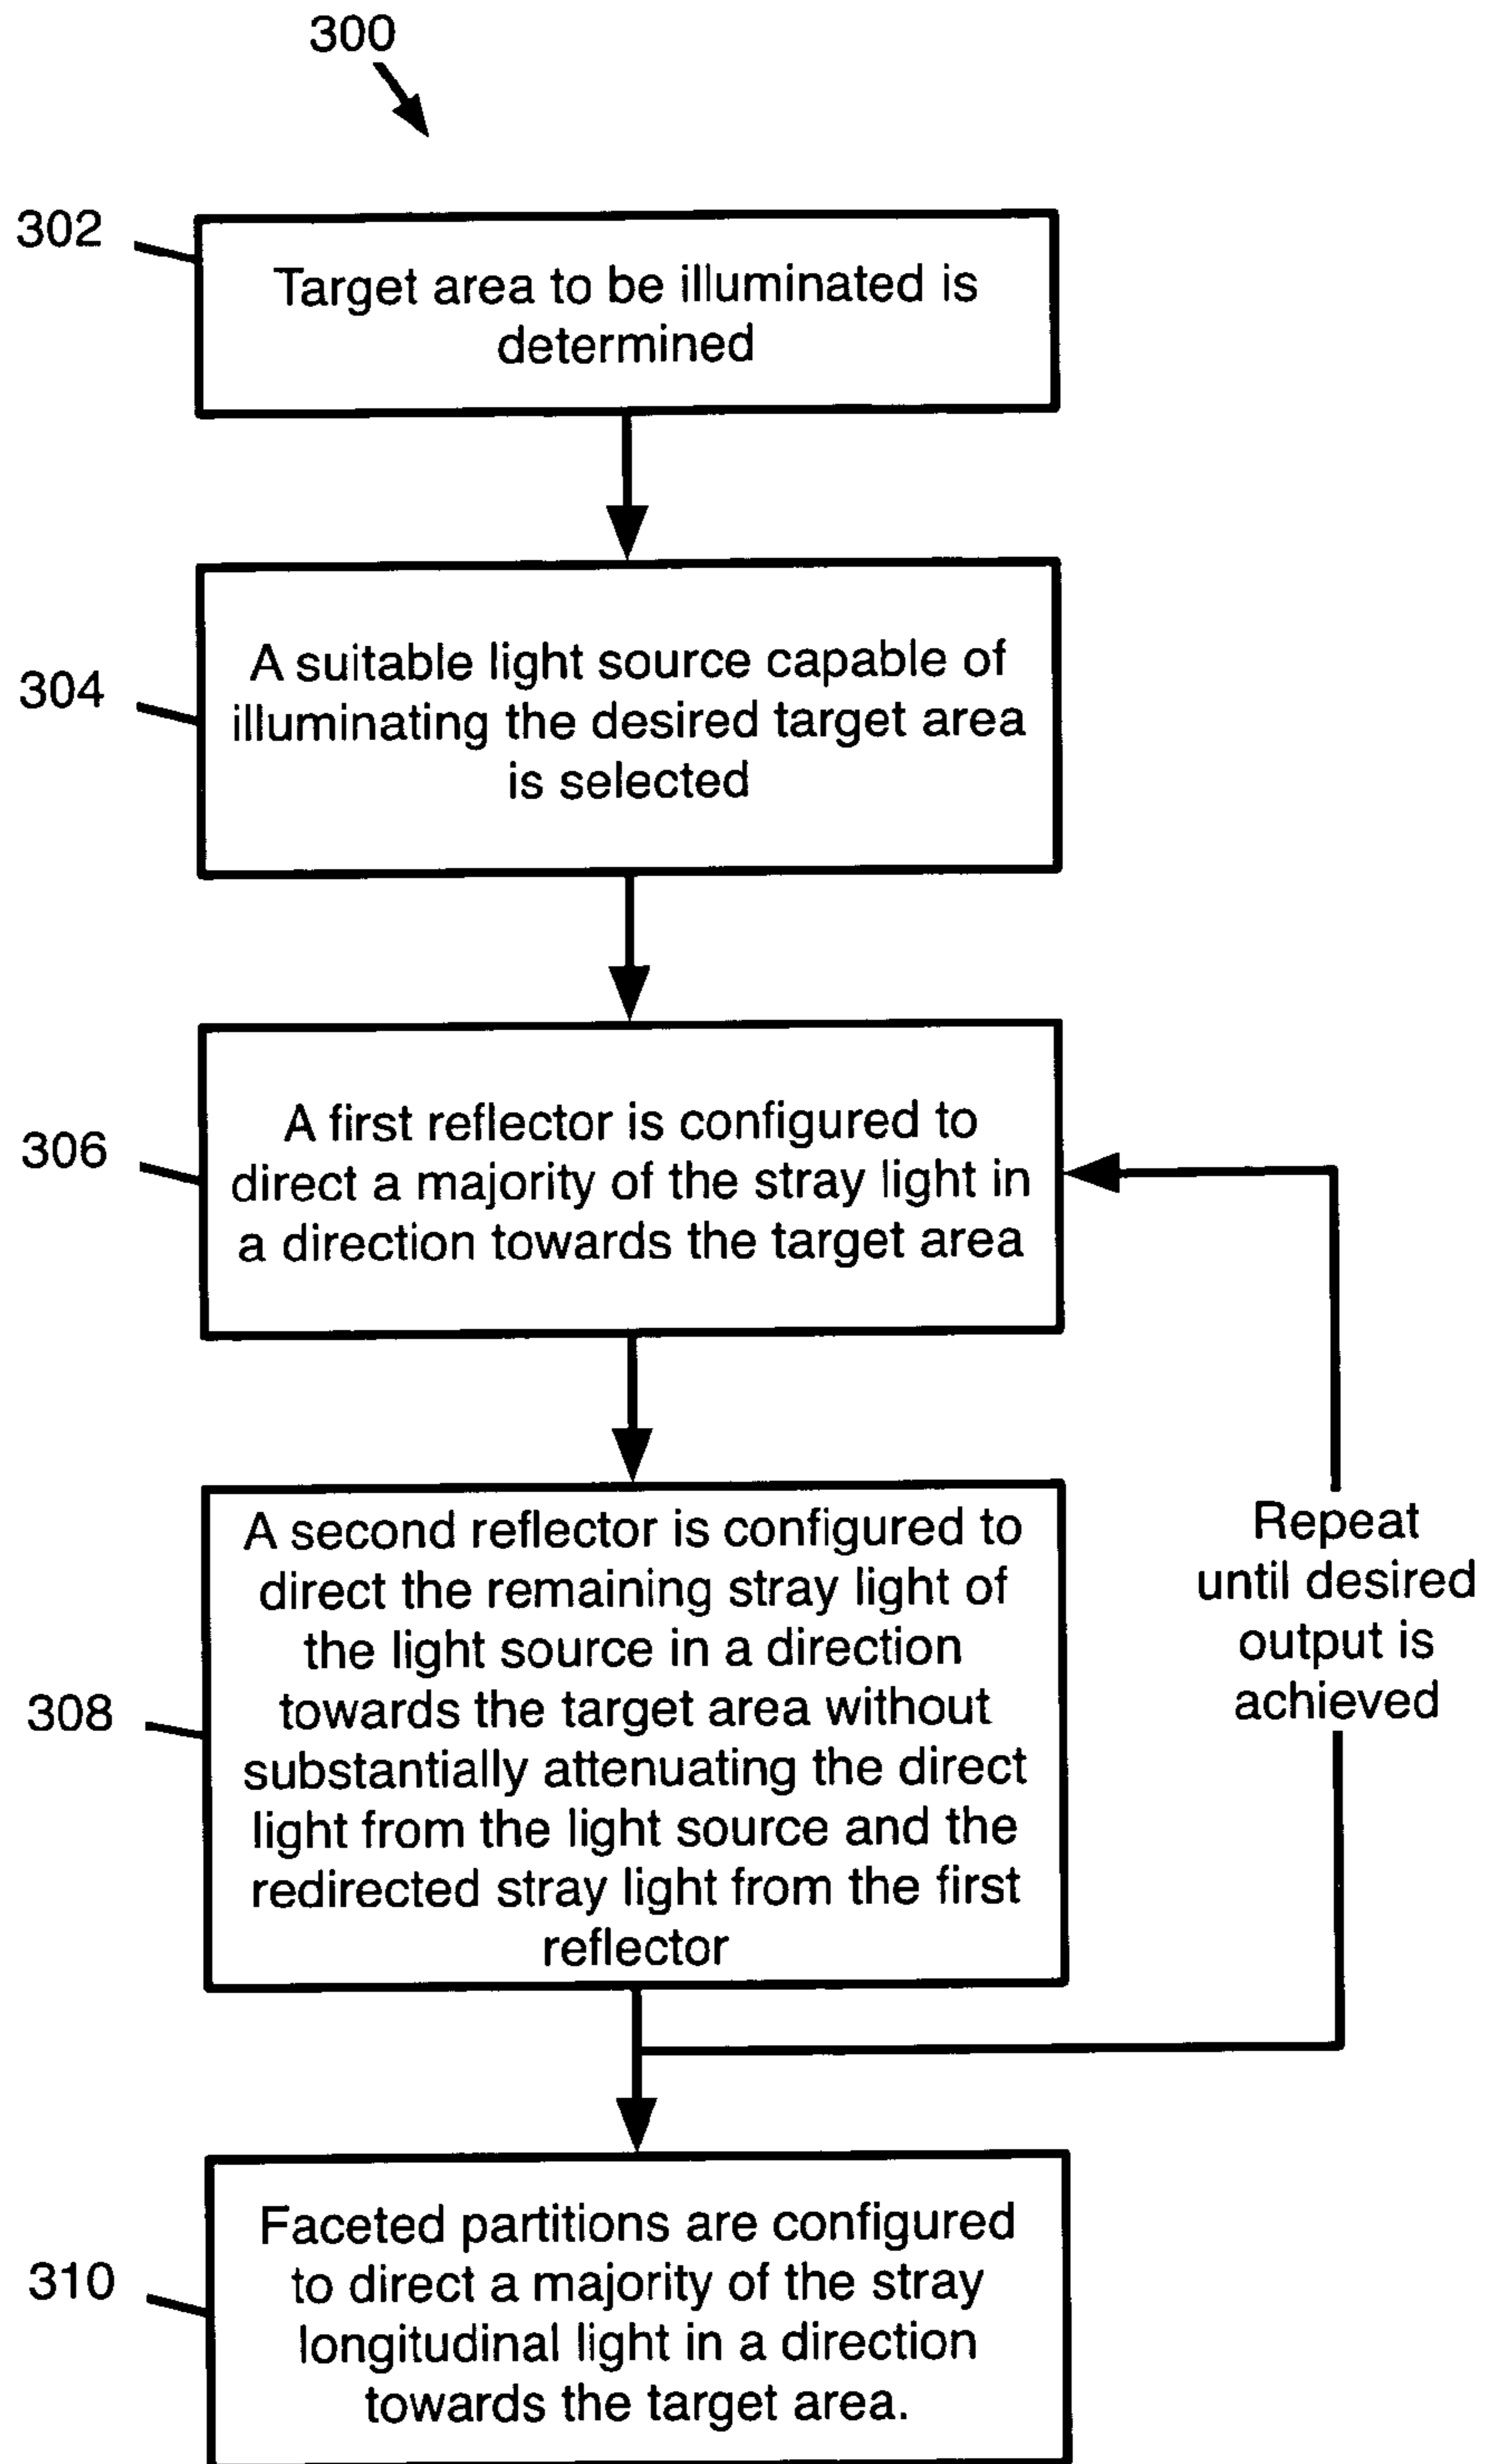 300
302
Target area to be illuminated is
determined
304
A suitable light source capable of
illuminating the desired target area
is selected
306
A first reflector is configured to
direct a majority of the stray light in
a direction towards the target area
308
A second reflector is configured to
direct the remaining stray light of
the light source in a direction
towards the target area without
substantially attenuating the direct
light from the light source and the
redirected stray light from the first
reflector
Repeat
until desired
output is
achieved
310
Faceted partitions are configured
to direct a majority of the stray
longitudinal light in a direction
towards the target area.